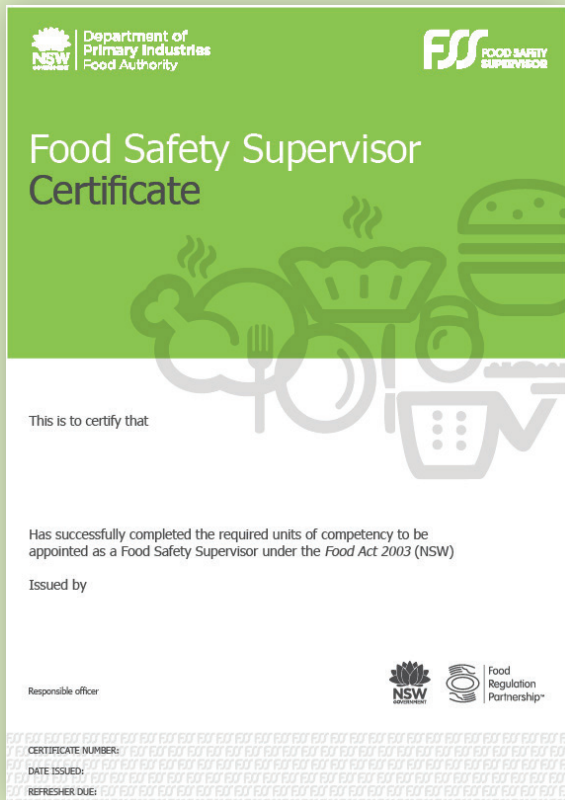 Department of
Primary Industries
Food Authority
NSW
GOVERNMENT
FSS FOOD SAFETY
SUPERVISOR
Food Safety Supervisor
Certificate
This is to certify that
Has successfully completed the required units of competency to be
appointed as a Food Safety Supervisor under the Food Act 2003 (NSW)
Issued by
Responsible officer
NSW
GOVERNMENT
Food
Regulation
Partnership™
CERTIFICATE NUMBER:
DATE ISSUED:
REFRESHER DUE: